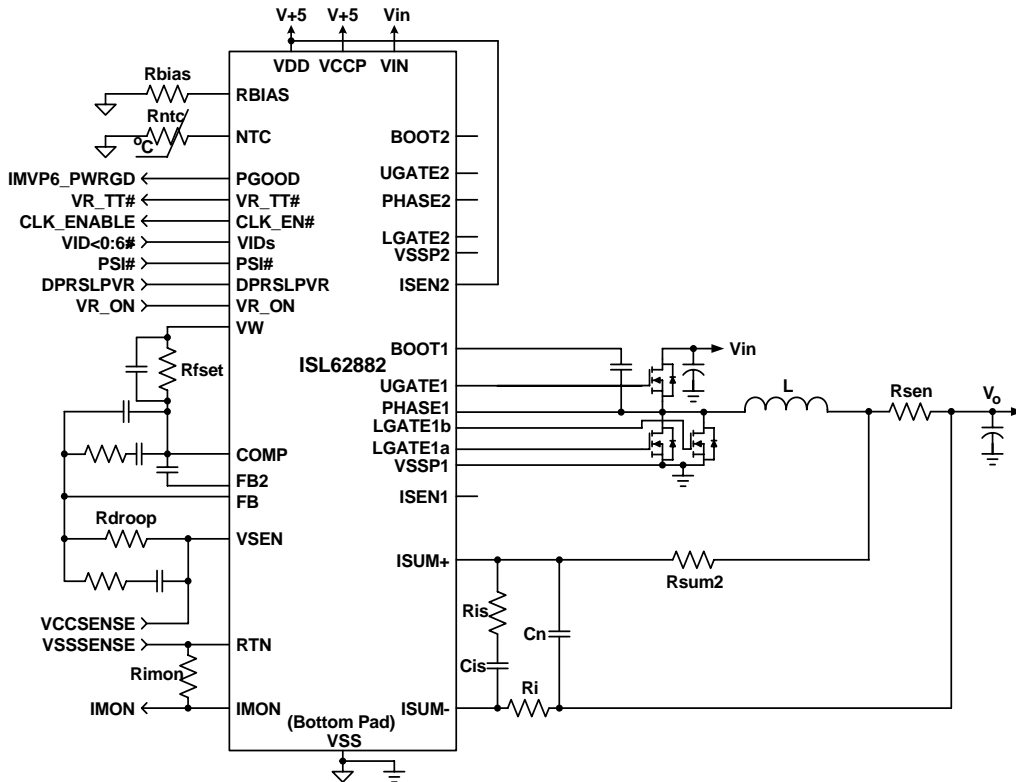 V+5 V+5 Vin
VDD VCCP VIN
Rbias
RBIAS
Rntc
°C
NTC
BOOT2
UGATE2
IMVP6_PWRGD PGOOD
VR_TT# VR_TT#
PHASE2
CLK_ENABLE CLK_EN#
LGATE2
VID<0:6# VIDs
VSSP2
PSI# PSI#
DPRSLPVR DPRSLPVR
ISEN2
VR_ON VR_ON
VW
ISL62882
BOOT1
Vin
Rfset
UGATE1
L
Rsen
Vo
PHASE1
LGATE1b
LGATE1a
COMP
VSSP1
FB2
FB
ISEN1
Rdroop
VSEN
ISUM+
Rsum2
Ris
Cn
VCCSENSE
VSSSENSE RTN
Cis
Rimon
Ri
IMON IMON
ISUM-
(Bottom Pad)
VSS